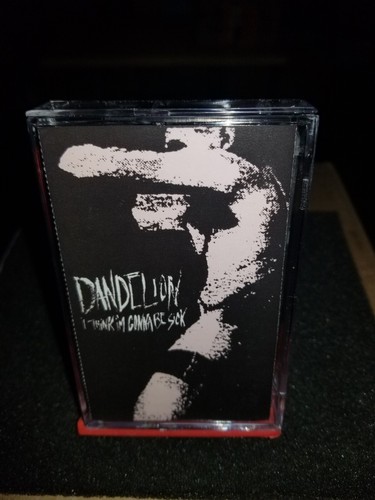 DANDELION
I THINK I'M GONNA BE SICK